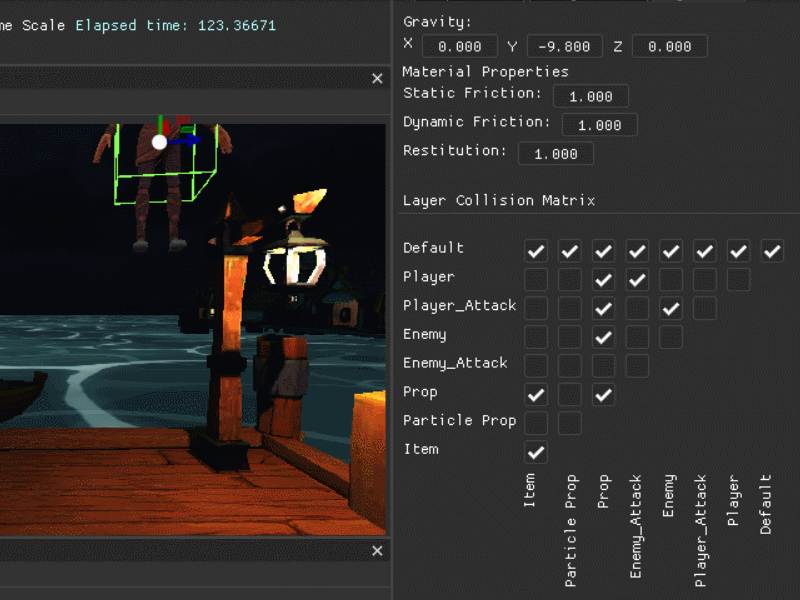 me Scale Elapsed time: 123.36671
Gravity:
X 0.000 Y -9.800 Z 0.000
Material Properties
Static Friction: 1.000
Dynamic Friction: 1.000
Restitution: 1.000
Layer Collision Matrix
Default
Player
Player_Attack
Enemy
Enemy_Attack
Prop
Particle Prop
Item
Item
Particle Prop
Prop
Enemy_Attack
Enemy
Player_Attack
Player
Default